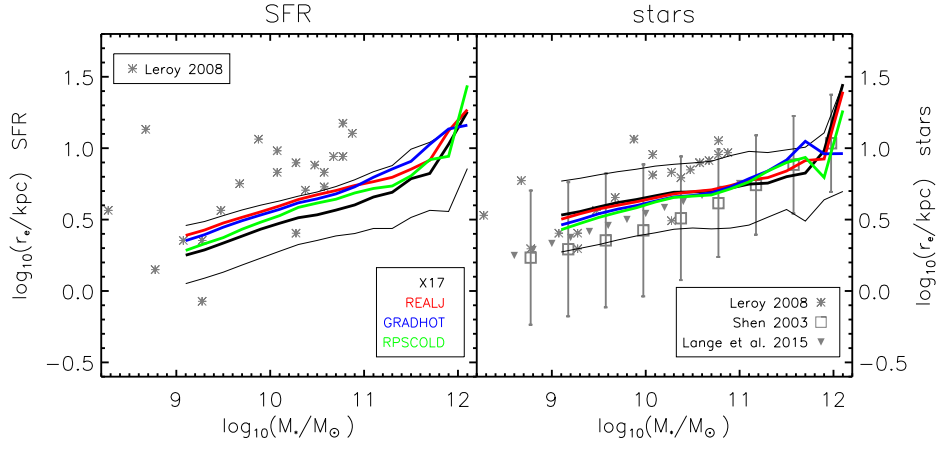 SFR
stars
Leroy 2008
1.5
1.0
0.5
0.0
−0.5
SFR
log10(re/kpc)
X17
REALJ
GRADHOT
RPSCOLD
9
10
11
12
log10(M*/M⊙)
Leroy 2008
Shen 2003
Lange et al. 2015
9
10
11
12
log10(M*/M⊙)
1.5
1.0
0.5
0.0
−0.5
stars
log10(re/kpc)